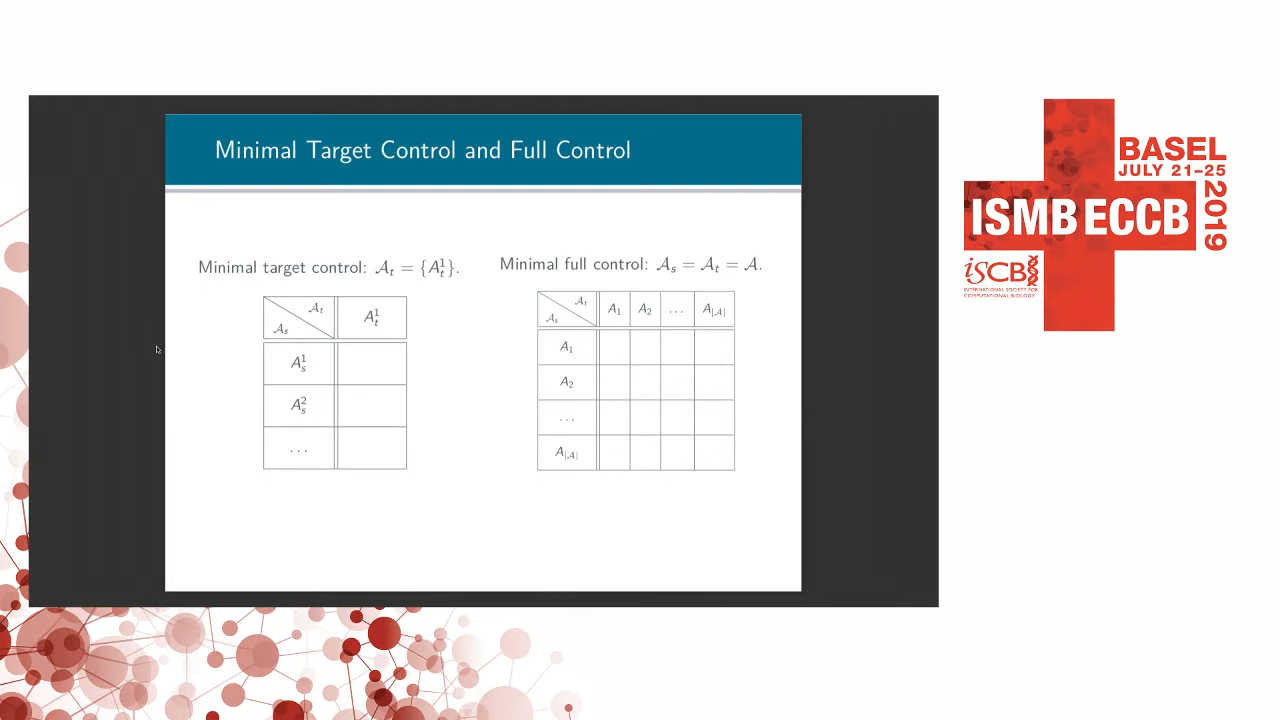 Minimal Target Control and Full Control
Minimal target control: 𝒜ₜ = {Aₜ¹}.
𝒜ₜ
𝒜ₛ
Aₜ¹
Aₛ¹
Aₛ²
...
Minimal full control: 𝒜ₛ = 𝒜ₜ = 𝒜.
𝒜ₜ
𝒜ₛ
A₁ A₂ ... A|𝒜|
A₁
A₂
...
A|𝒜|
BASEL
JULY 21–25
2019
ISMB ECCB
ISCB
INTERNATIONAL SOCIETY FOR
COMPUTATIONAL BIOLOGY